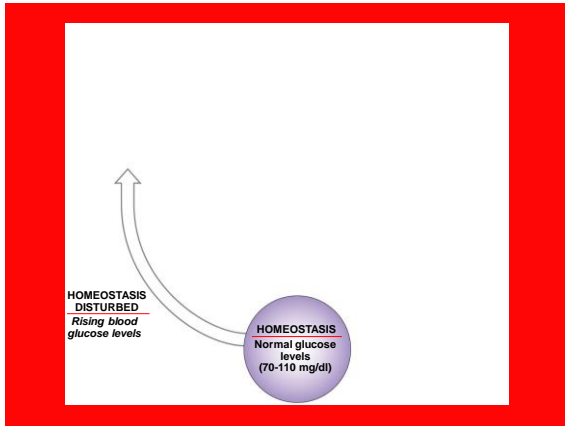 HOMEOSTASIS
DISTURBED
Rising blood
glucose levels
HOMEOSTASIS
Normal glucose
levels
(70-110 mg/dl)